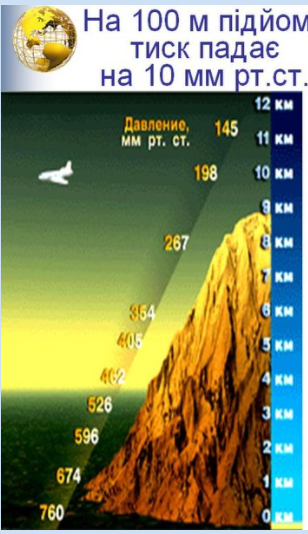 На 100 м підйом
тиск падає
на 10 мм рт.ст.
12 км
Давление, 145
мм рт. ст.
11 км
198 10 км
9 км
267 8 км
7 км
354 6 км
405 5 км
462 4 км
526 3 км
596 2 км
674 1 км
760 0 км